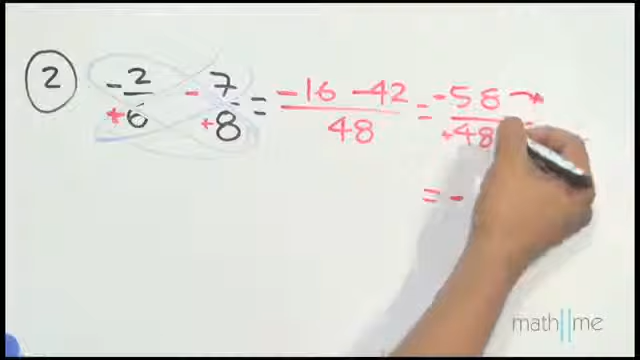 2 -2/+6 -7/+8 = -16 -42/48 = -58/+48
= -
math||me